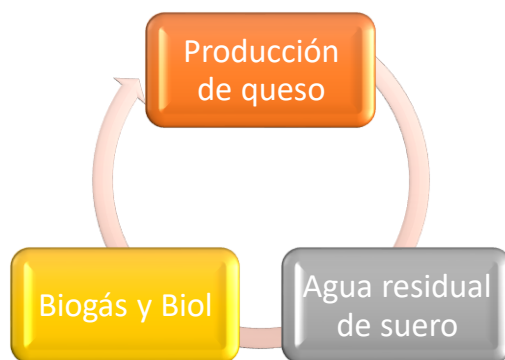 Producción
de queso
Agua residual
de suero
Biogás y Biol